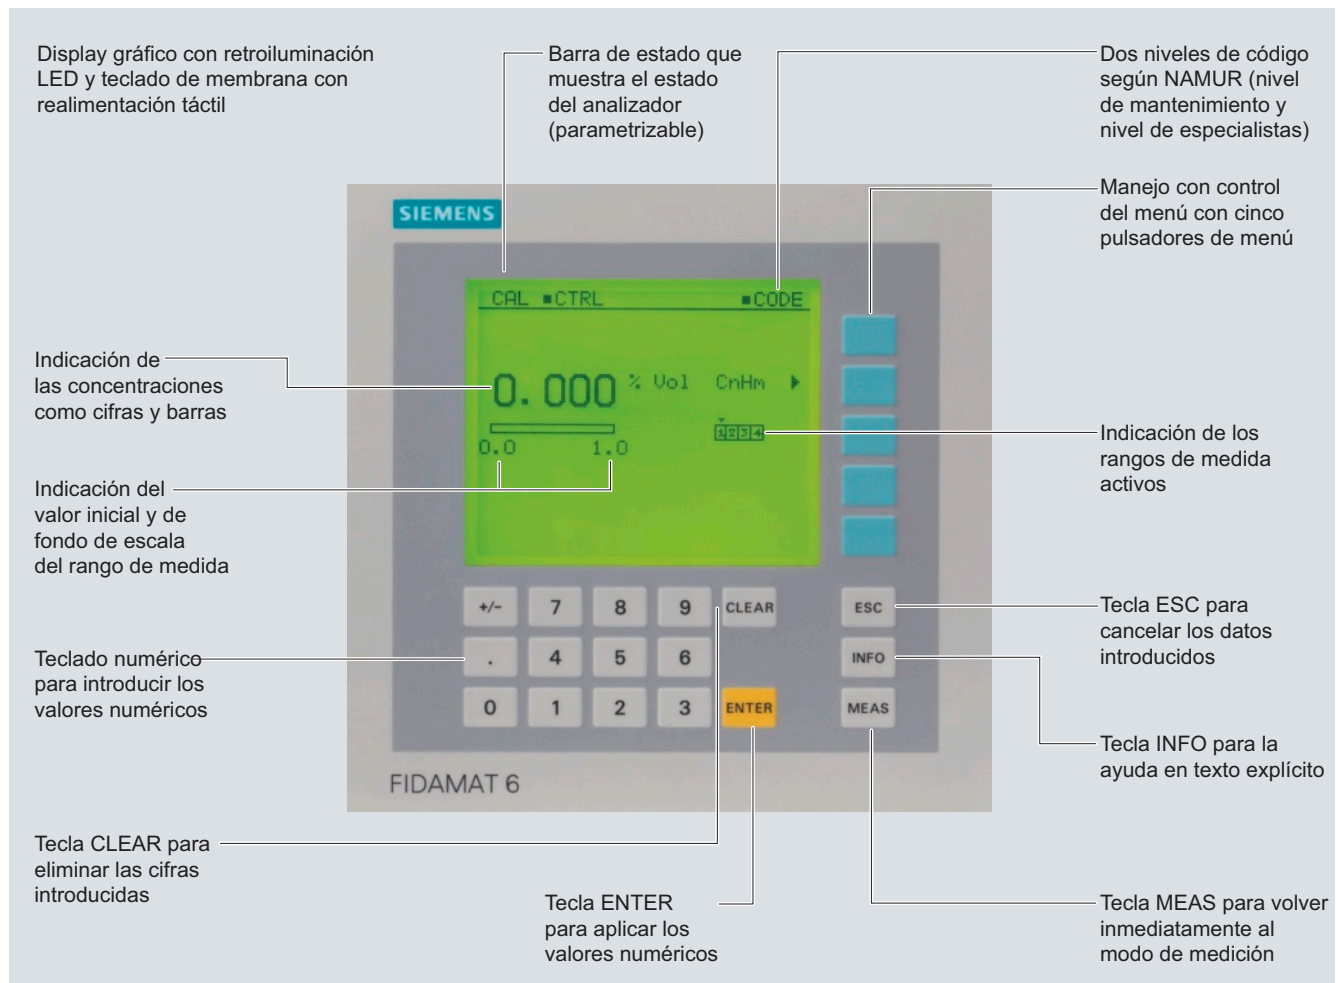 Display gráfico con retroiluminación
LED y teclado de membrana con
realimentación táctil
Barra de estado que
muestra el estado
del analizador
(parametrizable)
Dos niveles de código
según NAMUR (nivel
de mantenimiento y
nivel de especialistas)
Manejo con control
del menú con cinco
pulsadores de menú
SIEMENS
CAL ■CTRL ■CODE
Indicación de
las concentraciones
como cifras y barras
0.000 % Vol CnHm ▶
1 2 3 4
0.0 1.0
Indicación de los
rangos de medida
activos
Indicación del
valor inicial y de
fondo de escala
del rango de medida
+/- 7 8 9 CLEAR ESC
. 4 5 6 INFO
0 1 2 3 ENTER MEAS
Tecla ESC para
cancelar los datos
introducidos
Teclado numérico
para introducir los
valores numéricos
Tecla INFO para la
ayuda en texto explícito
FIDAMAT 6
Tecla CLEAR para
eliminar las cifras
introducidas
Tecla ENTER
para aplicar los
valores numéricos
Tecla MEAS para volver
inmediatamente al
modo de medición